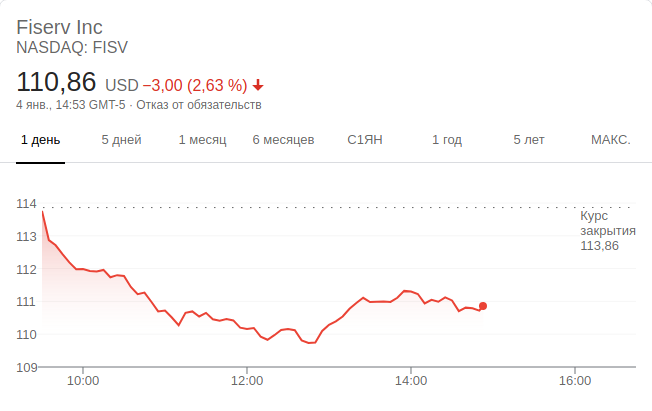 Fiserv Inc
NASDAQ: FISV
110,86 USD −3,00 (2,63 %)
4 янв., 14:53 GMT-5 · Отказ от обязательств
1 день 5 дней 1 месяц 6 месяцев С1ЯН 1 год 5 лет МАКС.
114
Курс
закрытия
113,86
113
112
111
110
109
10:00 12:00 14:00 16:00